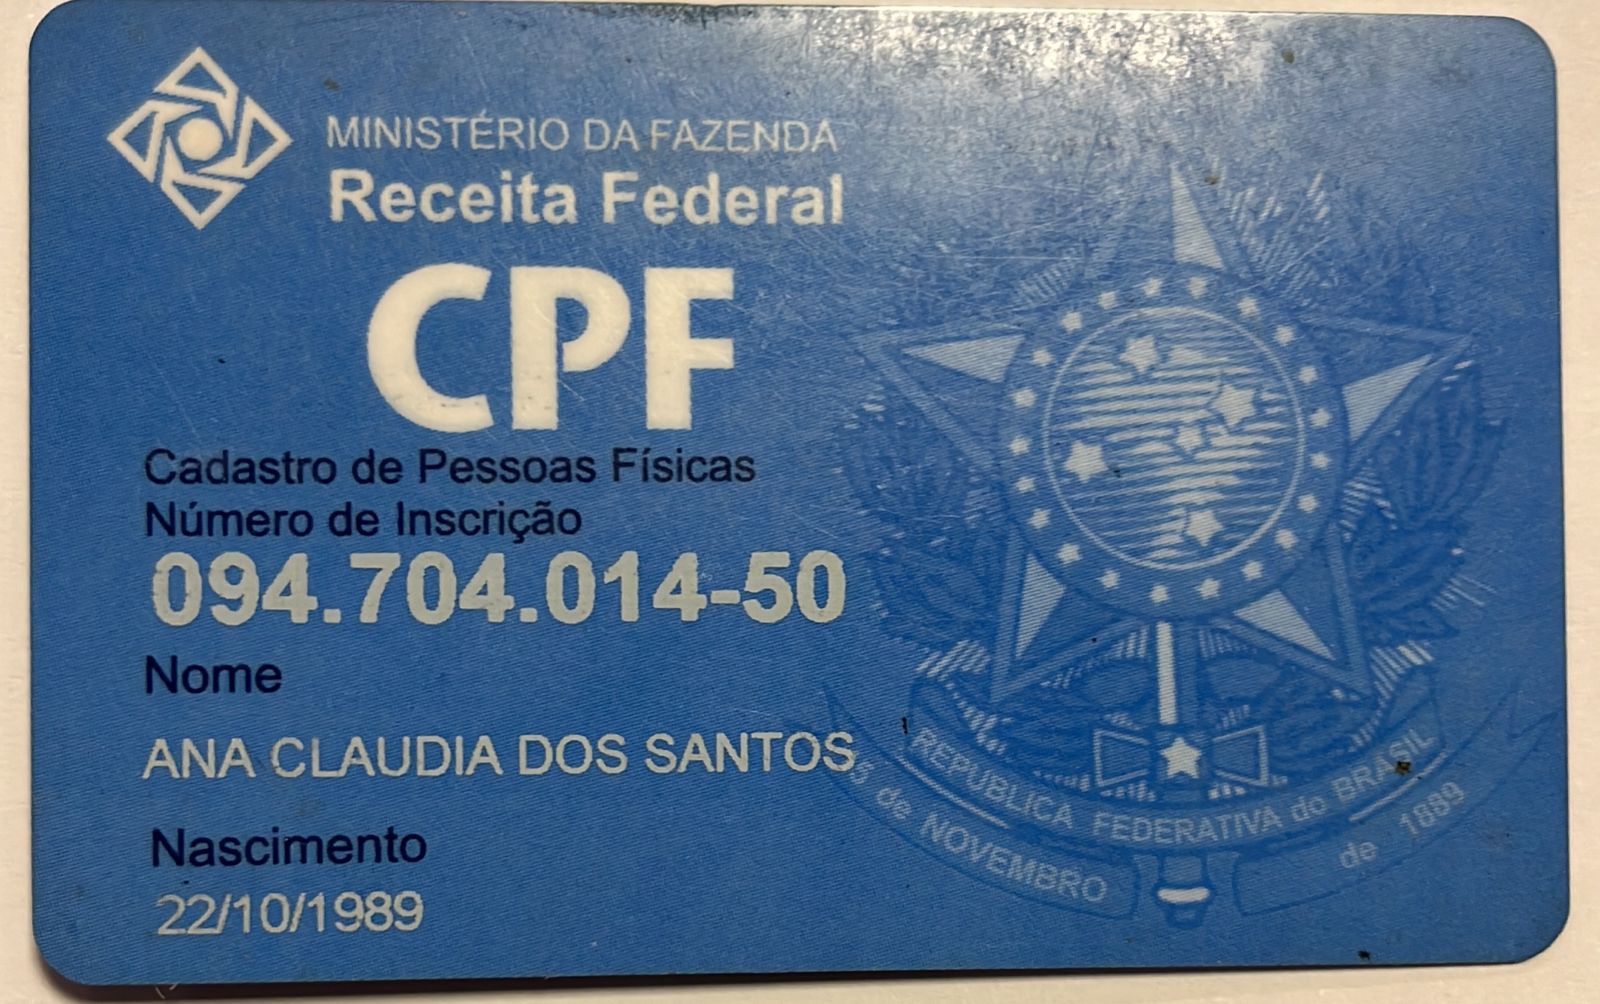 MINISTÉRIO DA FAZENDA
Receita Federal
CPF
Cadastro de Pessoas Físicas
Número de Inscrição
094.704.014-50
Nome
ANA CLAUDIA DOS SANTOS
Nascimento
22/10/1989
REPUBLICA FEDERATIVA do BRASIL
15 de NOVEMBRO de 1889